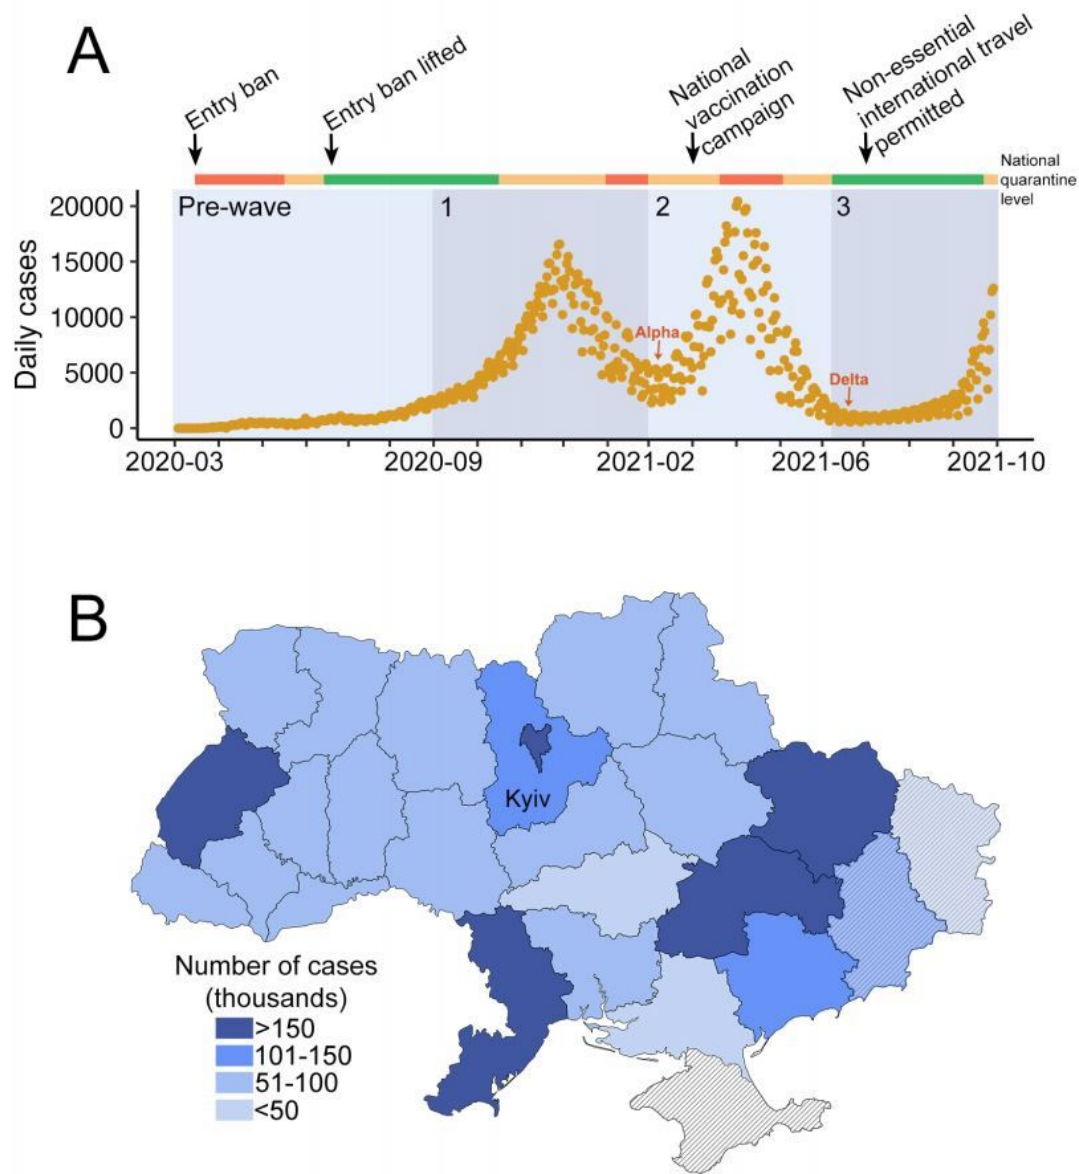 A
Entry ban
Entry ban lifted
National
vaccination
campaign
Non-essential
international travel
permitted
National
quarantine
level
Pre-wave
1
2
3
20000
15000
10000
5000
0
Daily cases
Alpha
Delta
2020-03
2020-09
2021-02
2021-06
2021-10
B
Kyiv
Number of cases
(thousands)
>150
101-150
51-100
<50